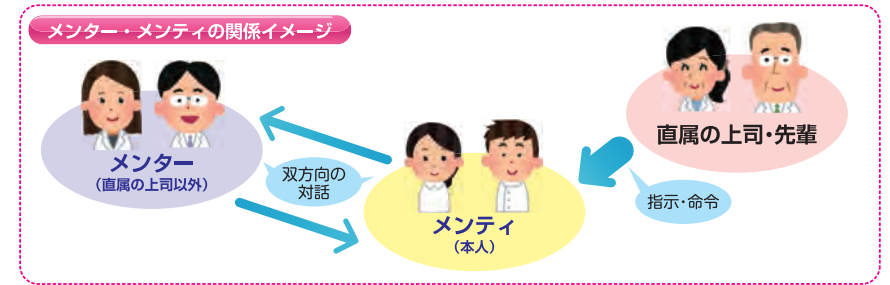 メンター・メンティの関係イメージ
メンター
（直属の上司以外）
双方向の
対話
メンティ
（本人）
直属の上司・先輩
指示・命令